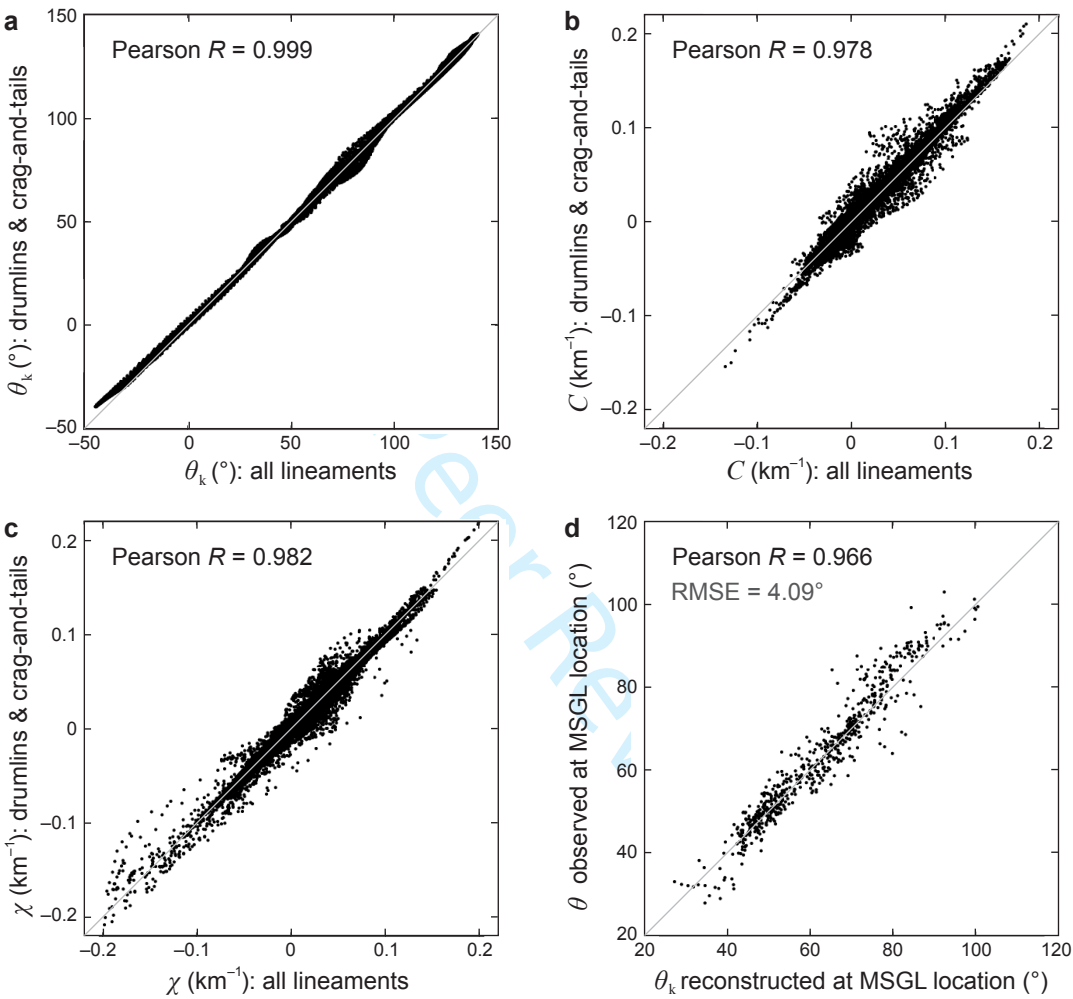 a
Pearson R = 0.999
θk (°): drumlins & crag-and-tails
150
100
50
0
–50
–50 0 50 100 150
θk (°): all lineaments
b
Pearson R = 0.978
C (km–1): drumlins & crag-and-tails
0.2
0.1
0
–0.1
–0.2
–0.2 –0.1 0 0.1 0.2
C (km–1): all lineaments
c
Pearson R = 0.982
χ (km–1): drumlins & crag-and-tails
0.2
0.1
0
–0.1
–0.2
–0.2 –0.1 0 0.1 0.2
χ (km–1): all lineaments
d
Pearson R = 0.966
RMSE = 4.09°
θ observed at MSGL location (°)
120
100
80
60
40
20
20 40 60 80 100 120
θk reconstructed at MSGL location (°)